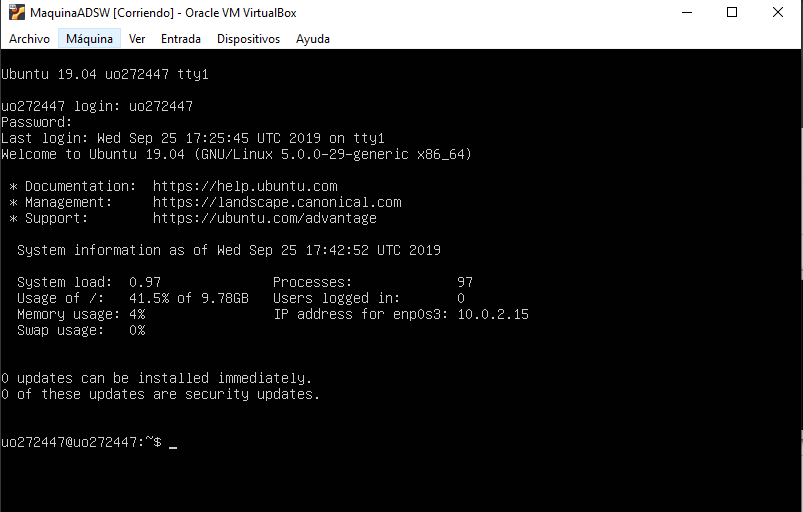 MaquinaADSW [Corriendo] - Oracle VM VirtualBox
Archivo Máquina Ver Entrada Dispositivos Ayuda
Ubuntu 19.04 uo272447 tty1
uo272447 login: uo272447
Password:
Last login: Wed Sep 25 17:25:45 UTC 2019 on tty1
Welcome to Ubuntu 19.04 (GNU/Linux 5.0.0-29-generic x86_64)
* Documentation: https://help.ubuntu.com
* Management: https://landscape.canonical.com
* Support: https://ubuntu.com/advantage
System information as of Wed Sep 25 17:42:52 UTC 2019
System load: 0.97 Processes: 97
Usage of /: 41.5% of 9.78GB Users logged in: 0
Memory usage: 4% IP address for enp0s3: 10.0.2.15
Swap usage: 0%
0 updates can be installed immediately.
0 of these updates are security updates.
uo272447@uo272447:~$ _